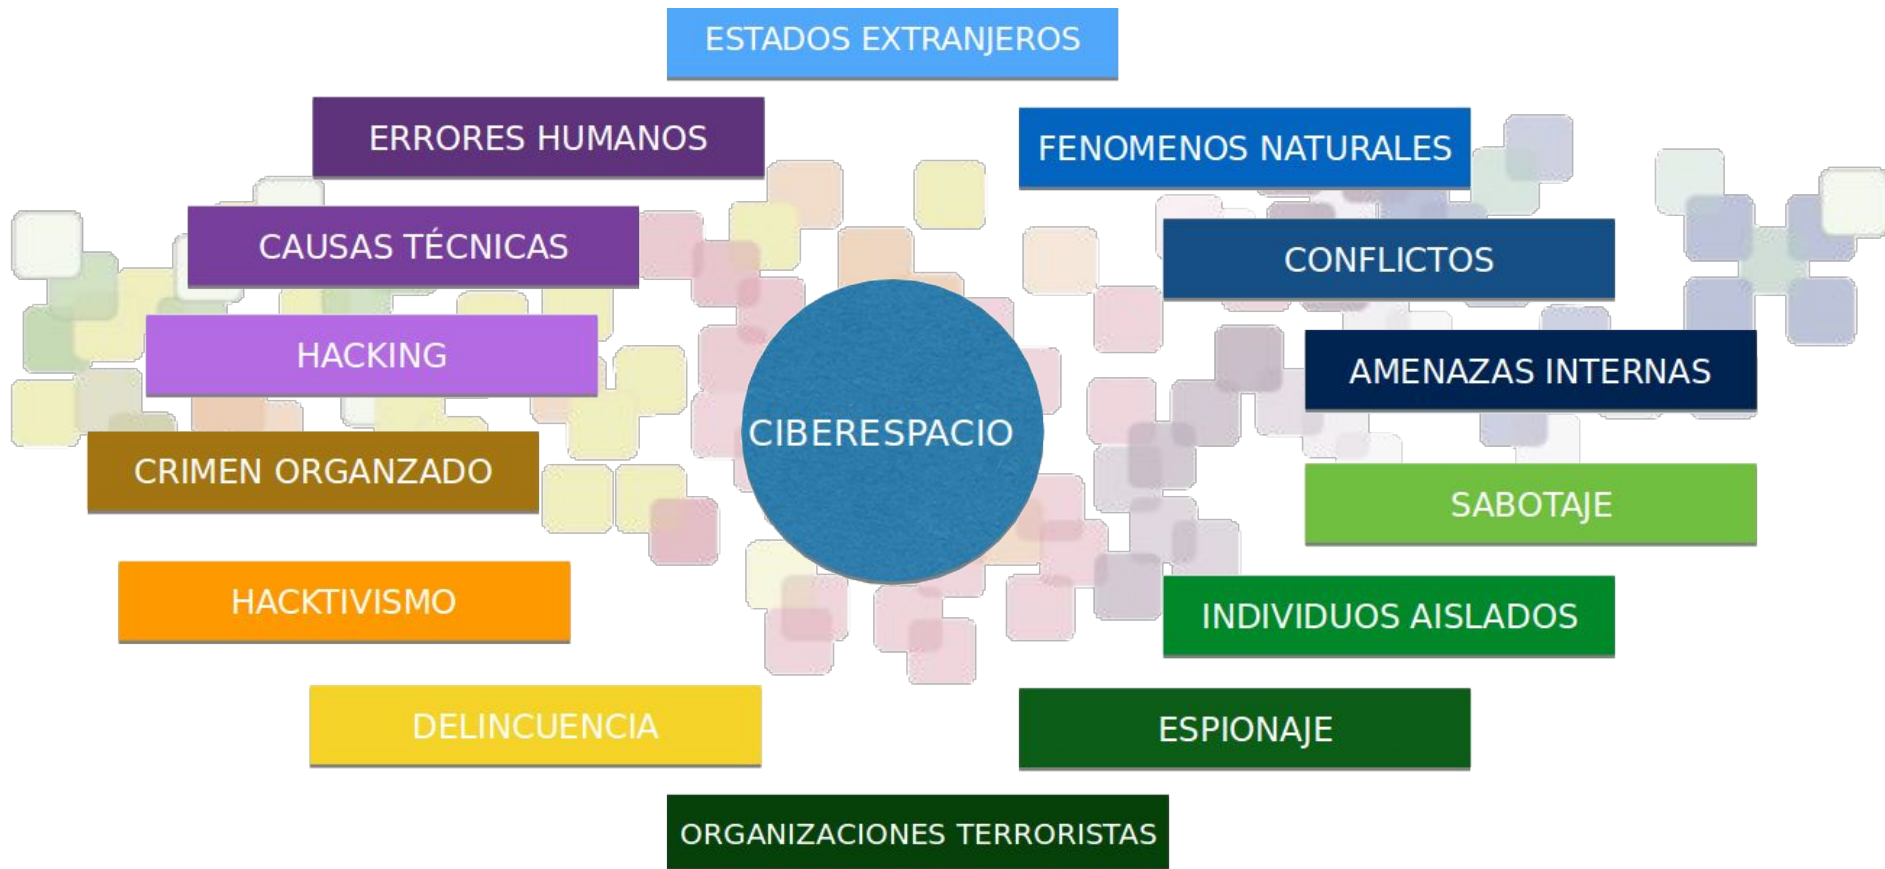 ESTADOS EXTRANJEROS
ERRORES HUMANOS
FENOMENOS NATURALES
CAUSAS TÉCNICAS
CONFLICTOS
HACKING
AMENAZAS INTERNAS
CIBERESPACIO
CRIMEN ORGANZADO
SABOTAJE
HACKTIVISMO
INDIVIDUOS AISLADOS
DELINCUENCIA
ESPIONAJE
ORGANIZACIONES TERRORISTAS